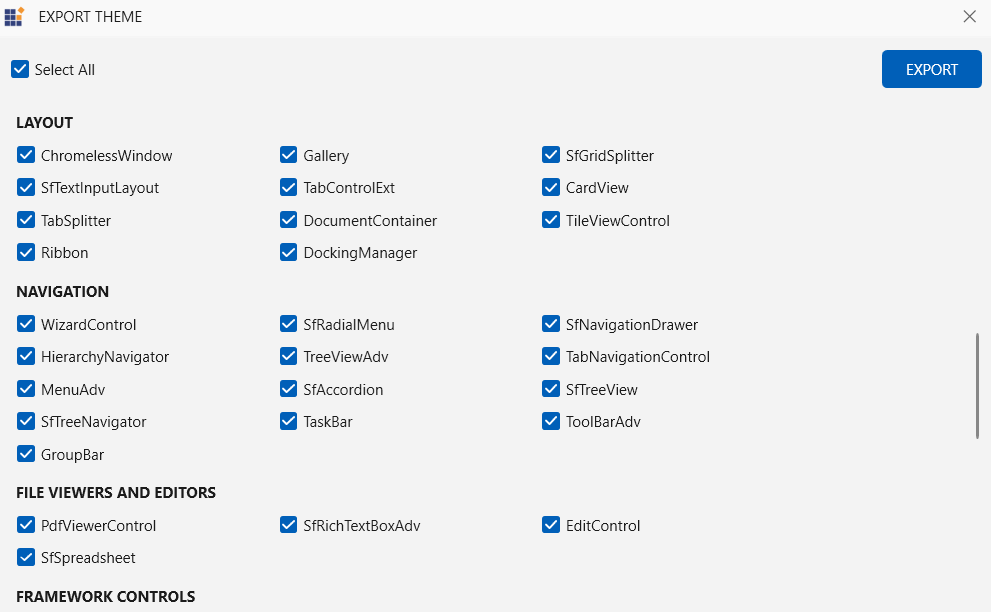 EXPORT THEME
Select All
EXPORT
LAYOUT
ChromelessWindow Gallery SfGridSplitter
SfTextInputLayout TabControlExt CardView
TabSplitter DocumentContainer TileViewControl
Ribbon DockingManager
NAVIGATION
WizardControl SfRadialMenu SfNavigationDrawer
HierarchyNavigator TreeViewAdv TabNavigationControl
MenuAdv SfAccordion SfTreeView
SfTreeNavigator TaskBar ToolBarAdv
GroupBar
FILE VIEWERS AND EDITORS
PdfViewerControl SfRichTextBoxAdv EditControl
SfSpreadsheet
FRAMEWORK CONTROLS